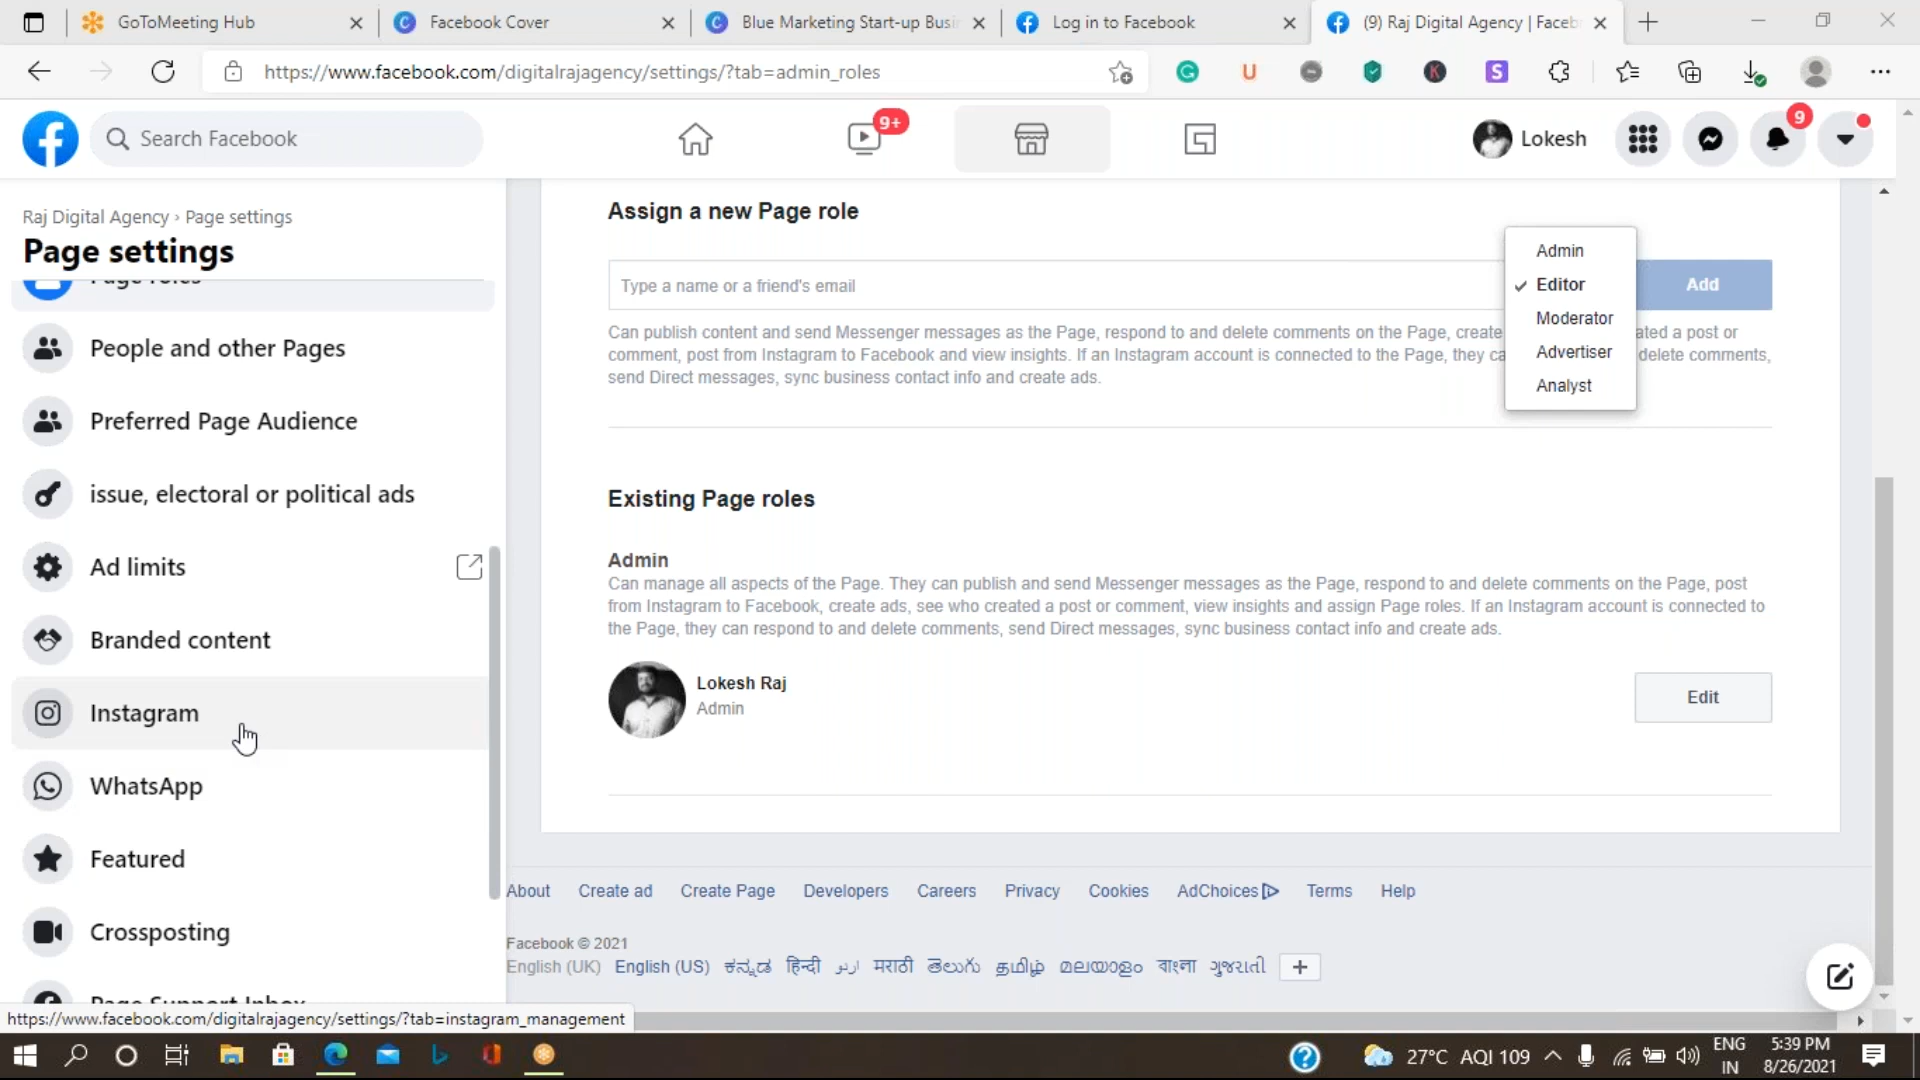 GoToMeeting Hub
Facebook Cover
Blue Marketing Start-up Busi
Log in to Facebook
(9) Raj Digital Agency | Faceb
https://www.facebook.com/digitalrajagency/settings/?tab=admin_roles
Search Facebook
9+
Lokesh
9
Raj Digital Agency › Page settings
Page settings
Page roles
People and other Pages
Preferred Page Audience
issue, electoral or political ads
Ad limits
Branded content
Instagram
WhatsApp
Featured
Crossposting
Page Support Inbox
https://www.facebook.com/digitalrajagency/settings/?tab=instagram_management
Assign a new Page role
Type a name or a friend's email
Admin
Editor
Moderator
Advertiser
Analyst
Add
Can publish content and send Messenger messages as the Page, respond to and delete comments on the Page, create ated a post or
comment, post from Instagram to Facebook and view insights. If an Instagram account is connected to the Page, they ca delete comments,
send Direct messages, sync business contact info and create ads.
Existing Page roles
Admin
Can manage all aspects of the Page. They can publish and send Messenger messages as the Page, respond to and delete comments on the Page, post
from Instagram to Facebook, create ads, see who created a post or comment, view insights and assign Page roles. If an Instagram account is connected to
the Page, they can respond to and delete comments, send Direct messages, sync business contact info and create ads.
Lokesh Raj
Admin
Edit
About Create ad Create Page Developers Careers Privacy Cookies AdChoices Terms Help
Facebook © 2021
English (UK) English (US) ಕನ್ನಡ हिन्दी اردو मराठी తెలుగు தமிழ் മലയാളം বাংলা ગુજરાતી +
27°C AQI 109
ENG
IN
5:39 PM
8/26/2021